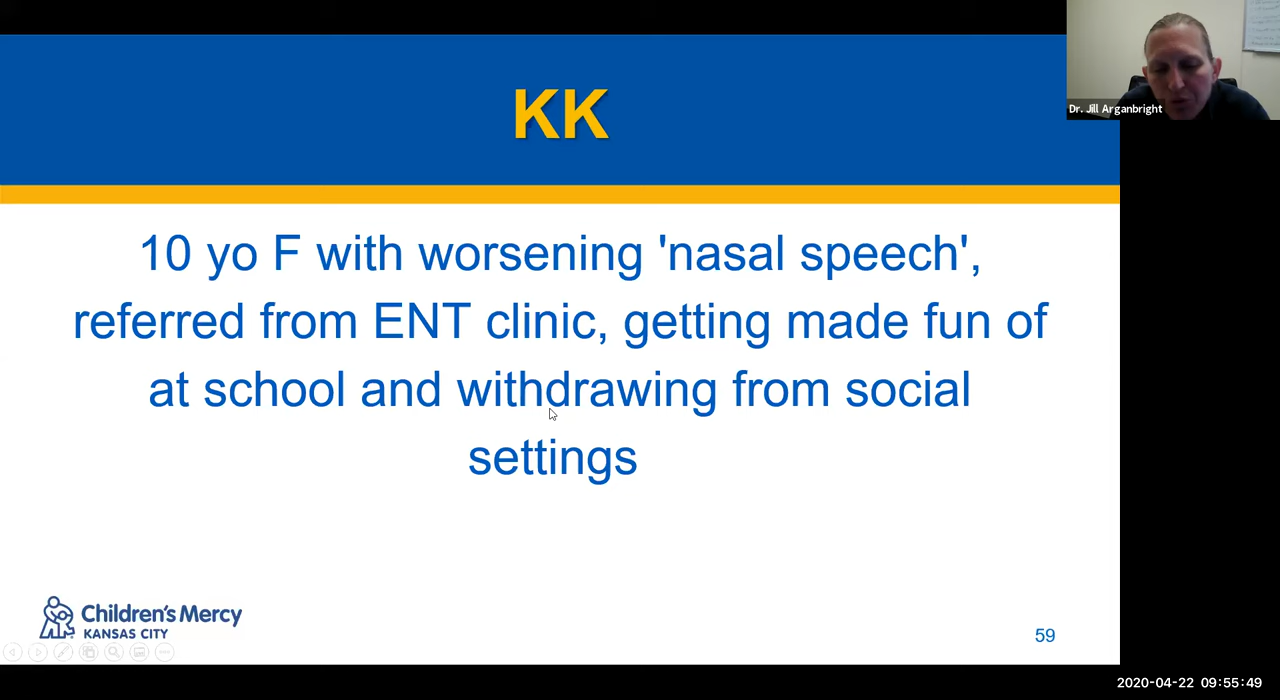 KK
Dr. Jill Arganbright
10 yo F with worsening 'nasal speech',
referred from ENT clinic, getting made fun of
at school and withdrawing from social
settings
Children's Mercy
KANSAS CITY
59
2020-04-22 09:55:49